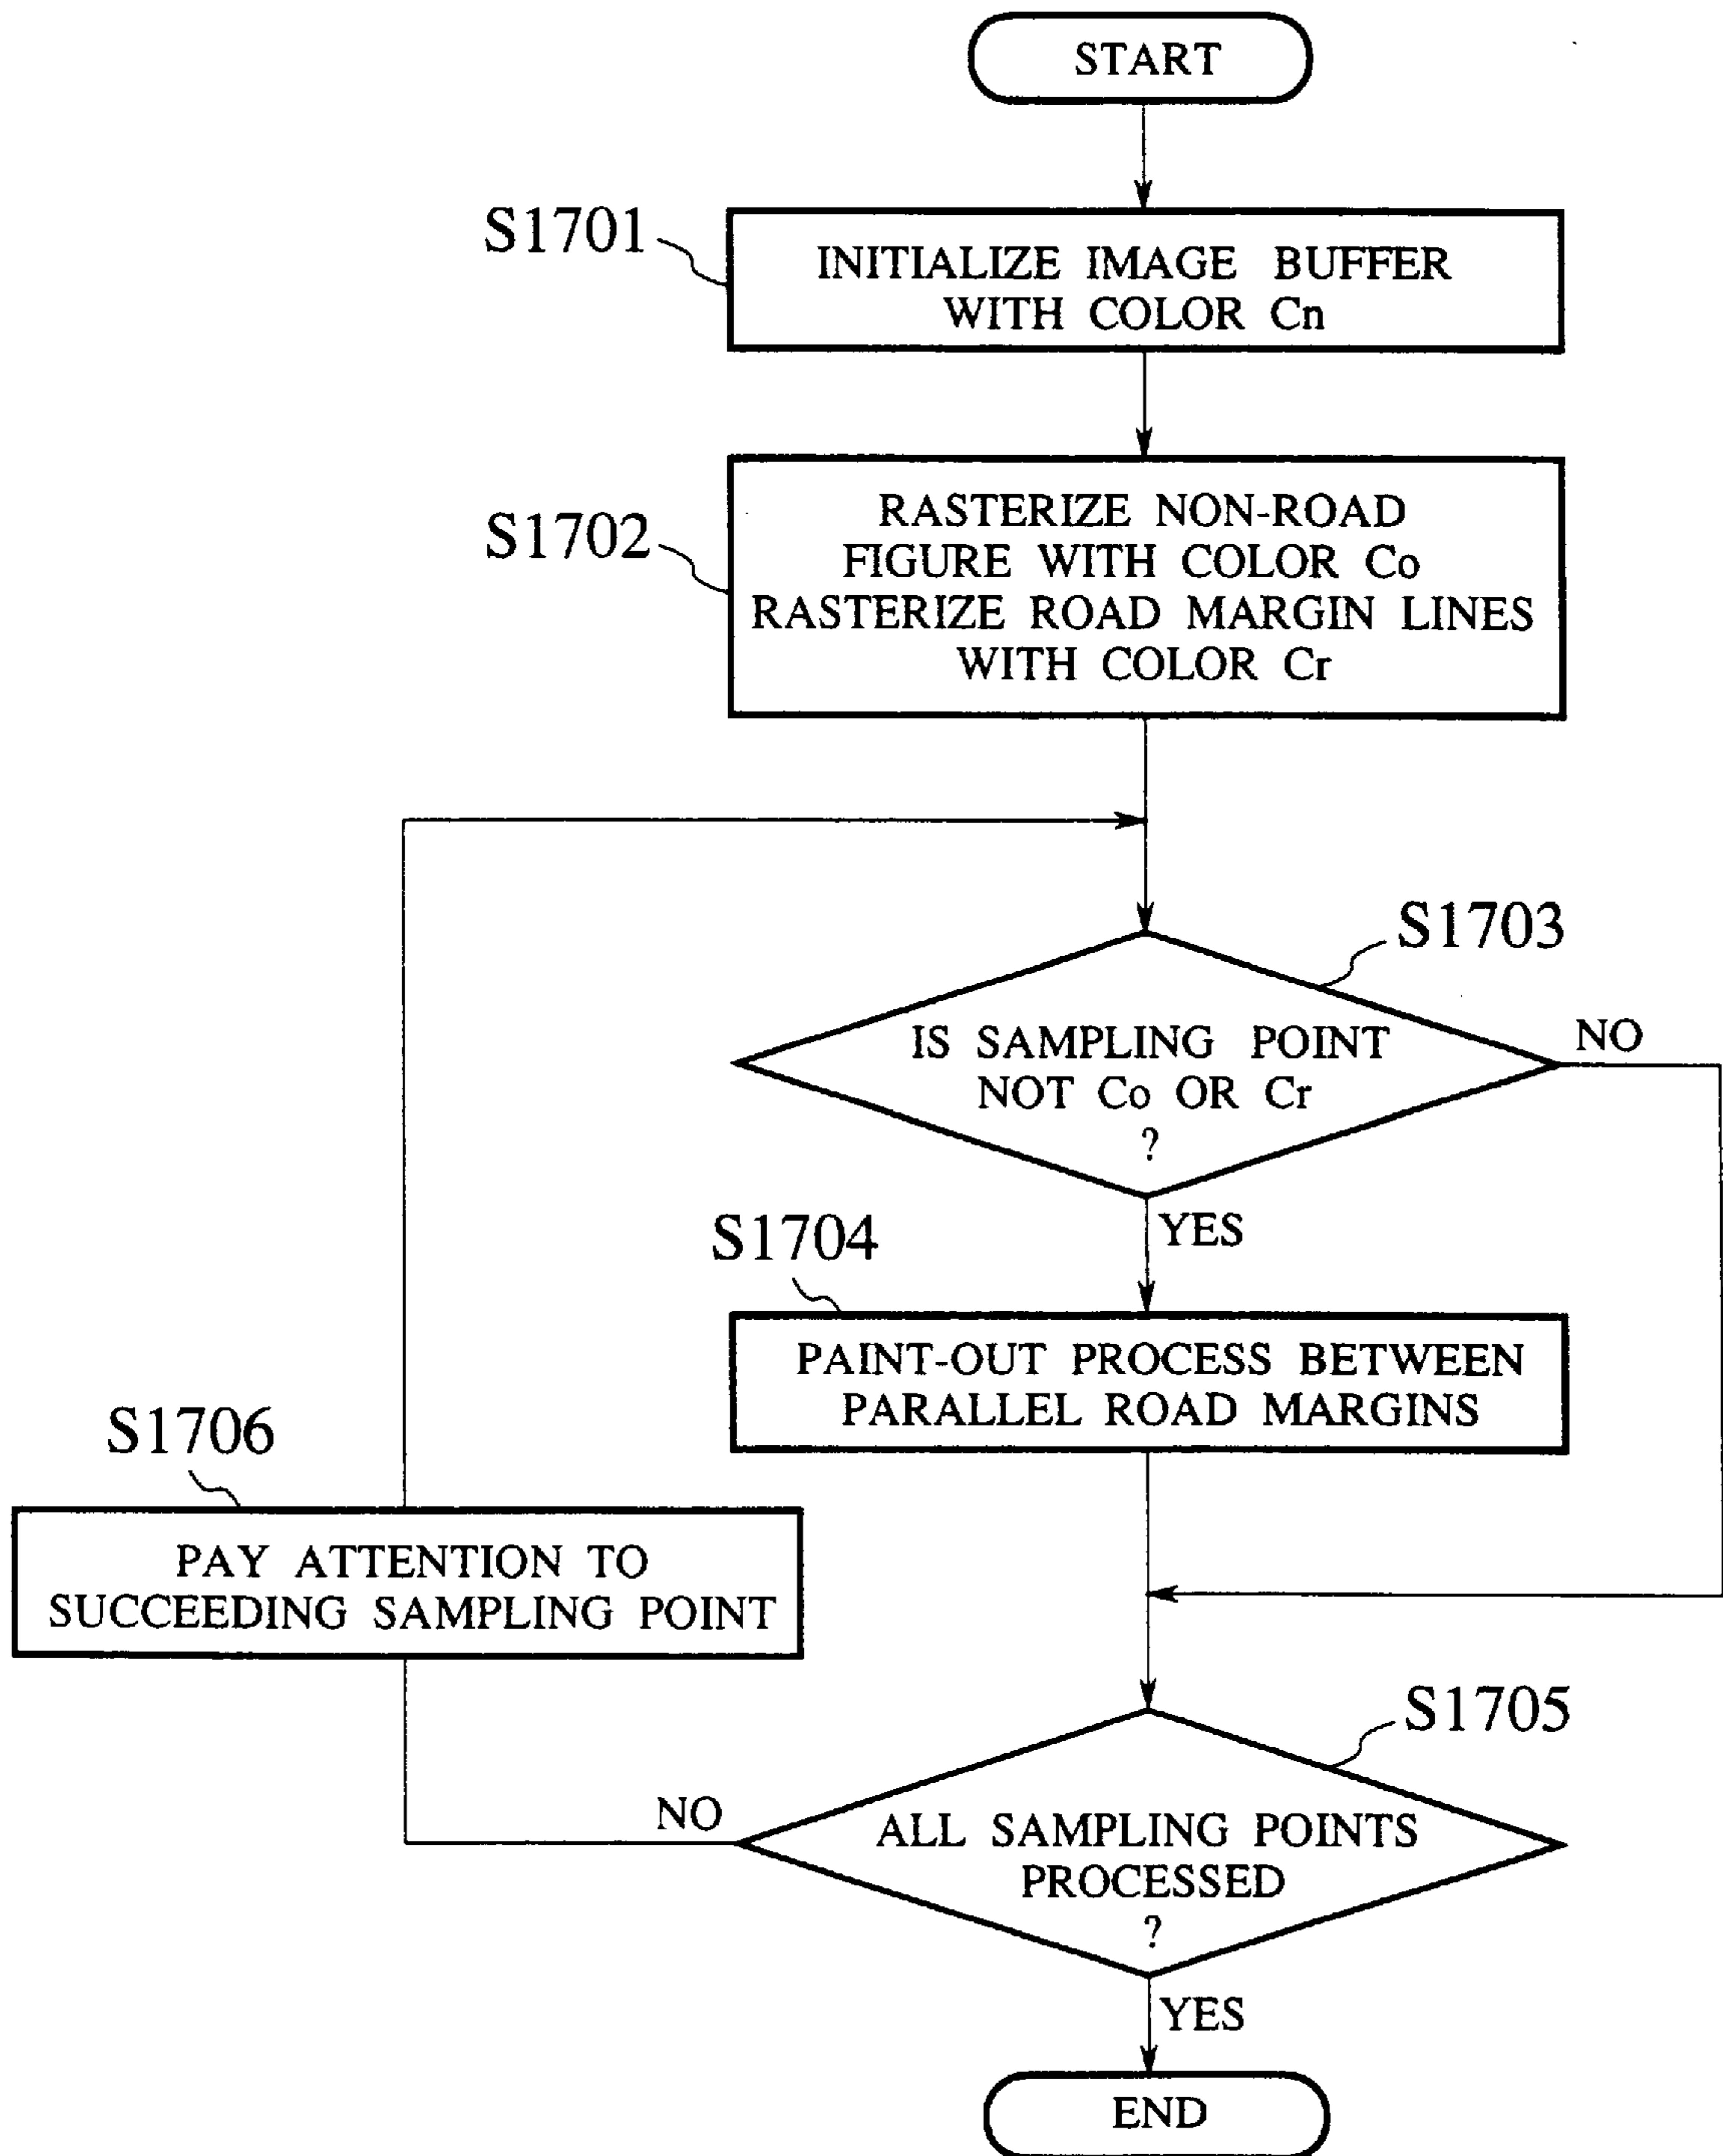 START
S1701
INITIALIZE IMAGE BUFFER
WITH COLOR Cn
S1702
RASTERIZE NON-ROAD
FIGURE WITH COLOR Co
RASTERIZE ROAD MARGIN LINES
WITH COLOR Cr
S1703
IS SAMPLING POINT
NOT Co OR Cr
?
NO
YES
S1704
PAINT-OUT PROCESS BETWEEN
PARALLEL ROAD MARGINS
S1706
PAY ATTENTION TO
SUCCEEDING SAMPLING POINT
S1705
NO
ALL SAMPLING POINTS
PROCESSED
?
YES
END